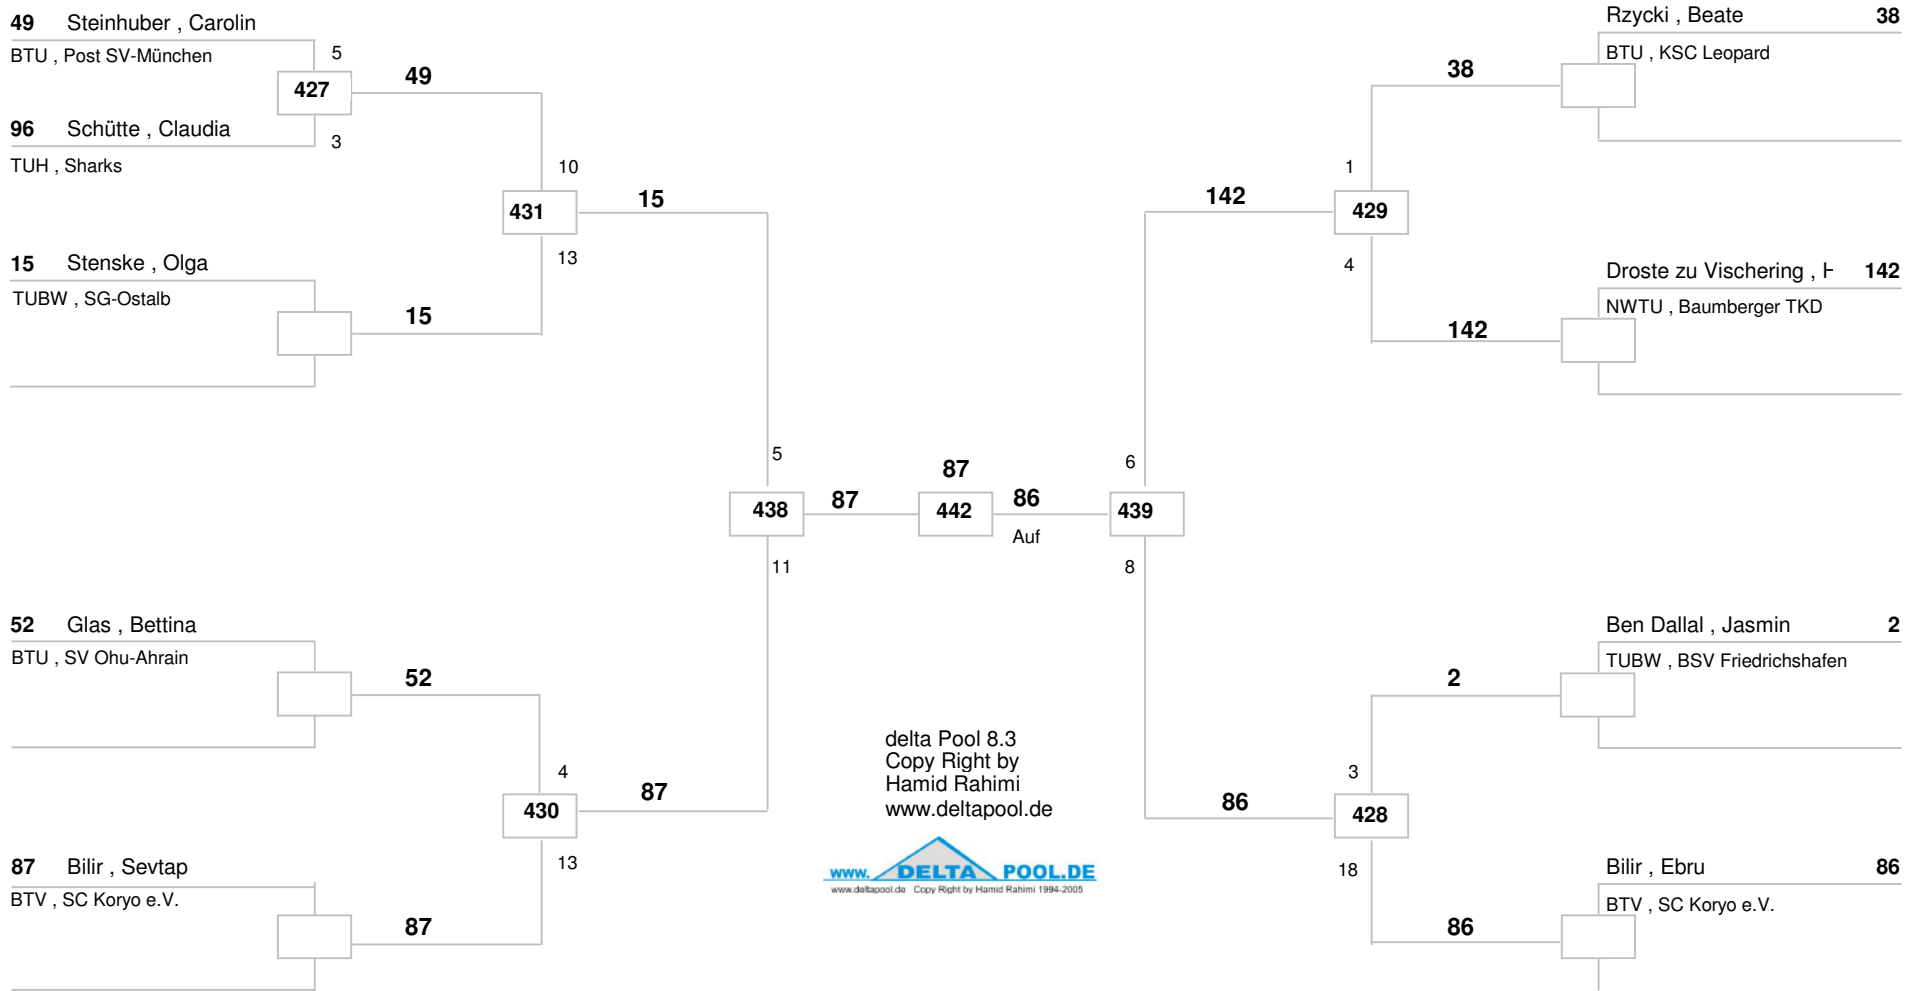 49 Steinhuber , Carolin
BTU , Post SV-München
5
427
49
96 Schütte , Claudia
3
TUH , Sharks
10
431
15
13
15 Stenske , Olga
TUBW , SG-Ostalb
15
5
438
87
11
87
442
86
Auf
6
439
8
52 Glas , Bettina
BTU , SV Ohu-Ahrain
52
4
430
87
13
87 Bilir , Sevtap
BTV , SC Koryo e.V.
87
Rzycki , Beate 38
BTU , KSC Leopard
38
1
142
429
4
Droste zu Vischering , H 142
NWTU , Baumberger TKD
142
Ben Dallal , Jasmin 2
TUBW , BSV Friedrichshafen
2
3
86
428
18
Bilir , Ebru 86
BTV , SC Koryo e.V.
86
delta Pool 8.3
Copy Right by
Hamid Rahimi
www.deltapool.de
www. DELTA POOL.DE
www.deltapool.de Copy Right by Hamid Rahimi 1994-2005